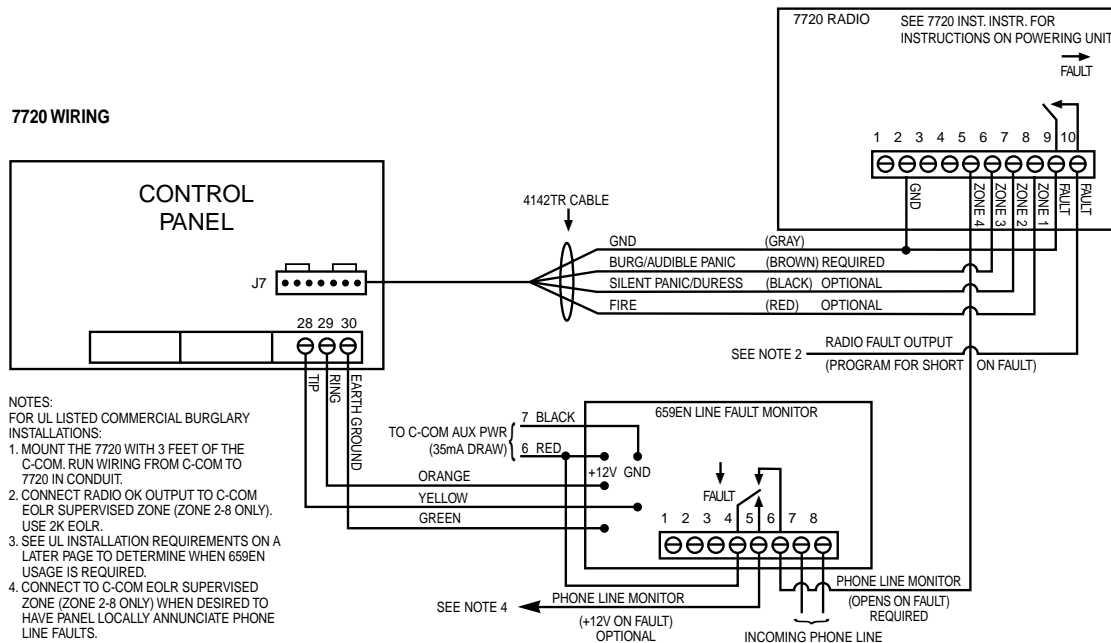 7720 RADIO
SEE 7720 INST. INSTR. FOR
INSTRUCTIONS ON POWERING UNIT
FAULT
7720 WIRING
1 2 3 4 5 6 7 8 9 10
GND
ZONE 4
ZONE 3
ZONE 2
ZONE 1
FAULT
FAULT
CONTROL
PANEL
J7
4142TR CABLE
GND (GRAY)
BURG/AUDIBLE PANIC (BROWN) REQUIRED
SILENT PANIC/DURESS (BLACK) OPTIONAL
FIRE (RED) OPTIONAL
28 29 30
TIP
RING
EARTH GROUND
SEE NOTE 2
RADIO FAULT OUTPUT
(PROGRAM FOR SHORT ON FAULT)
NOTES:
FOR UL LISTED COMMERCIAL BURGLARY
INSTALLATIONS:
1. MOUNT THE 7720 WITH 3 FEET OF THE
C-COM. RUN WIRING FROM C-COM TO
7720 IN CONDUIT.
2. CONNECT RADIO OK OUTPUT TO C-COM
EOLR SUPERVISED ZONE (ZONE 2-8 ONLY).
USE 2K EOLR.
3. SEE UL INSTALLATION REQUIREMENTS ON A
LATER PAGE TO DETERMINE WHEN 659EN
USAGE IS REQUIRED.
4. CONNECT TO C-COM EOLR SUPERVISED
ZONE (ZONE 2-8 ONLY) WHEN DESIRED TO
HAVE PANEL LOCALLY ANNUNCIATE PHONE
LINE FAULTS.
659EN LINE FAULT MONITOR
TO C-COM AUX PWR
(35mA DRAW)
7 BLACK
6 RED
+12V GND
ORANGE
YELLOW
GREEN
FAULT
1 2 3 4 5 6 7 8
SEE NOTE 4
PHONE LINE MONITOR
(+12V ON FAULT)
OPTIONAL
PHONE LINE MONITOR
(OPENS ON FAULT)
REQUIRED
INCOMING PHONE LINE